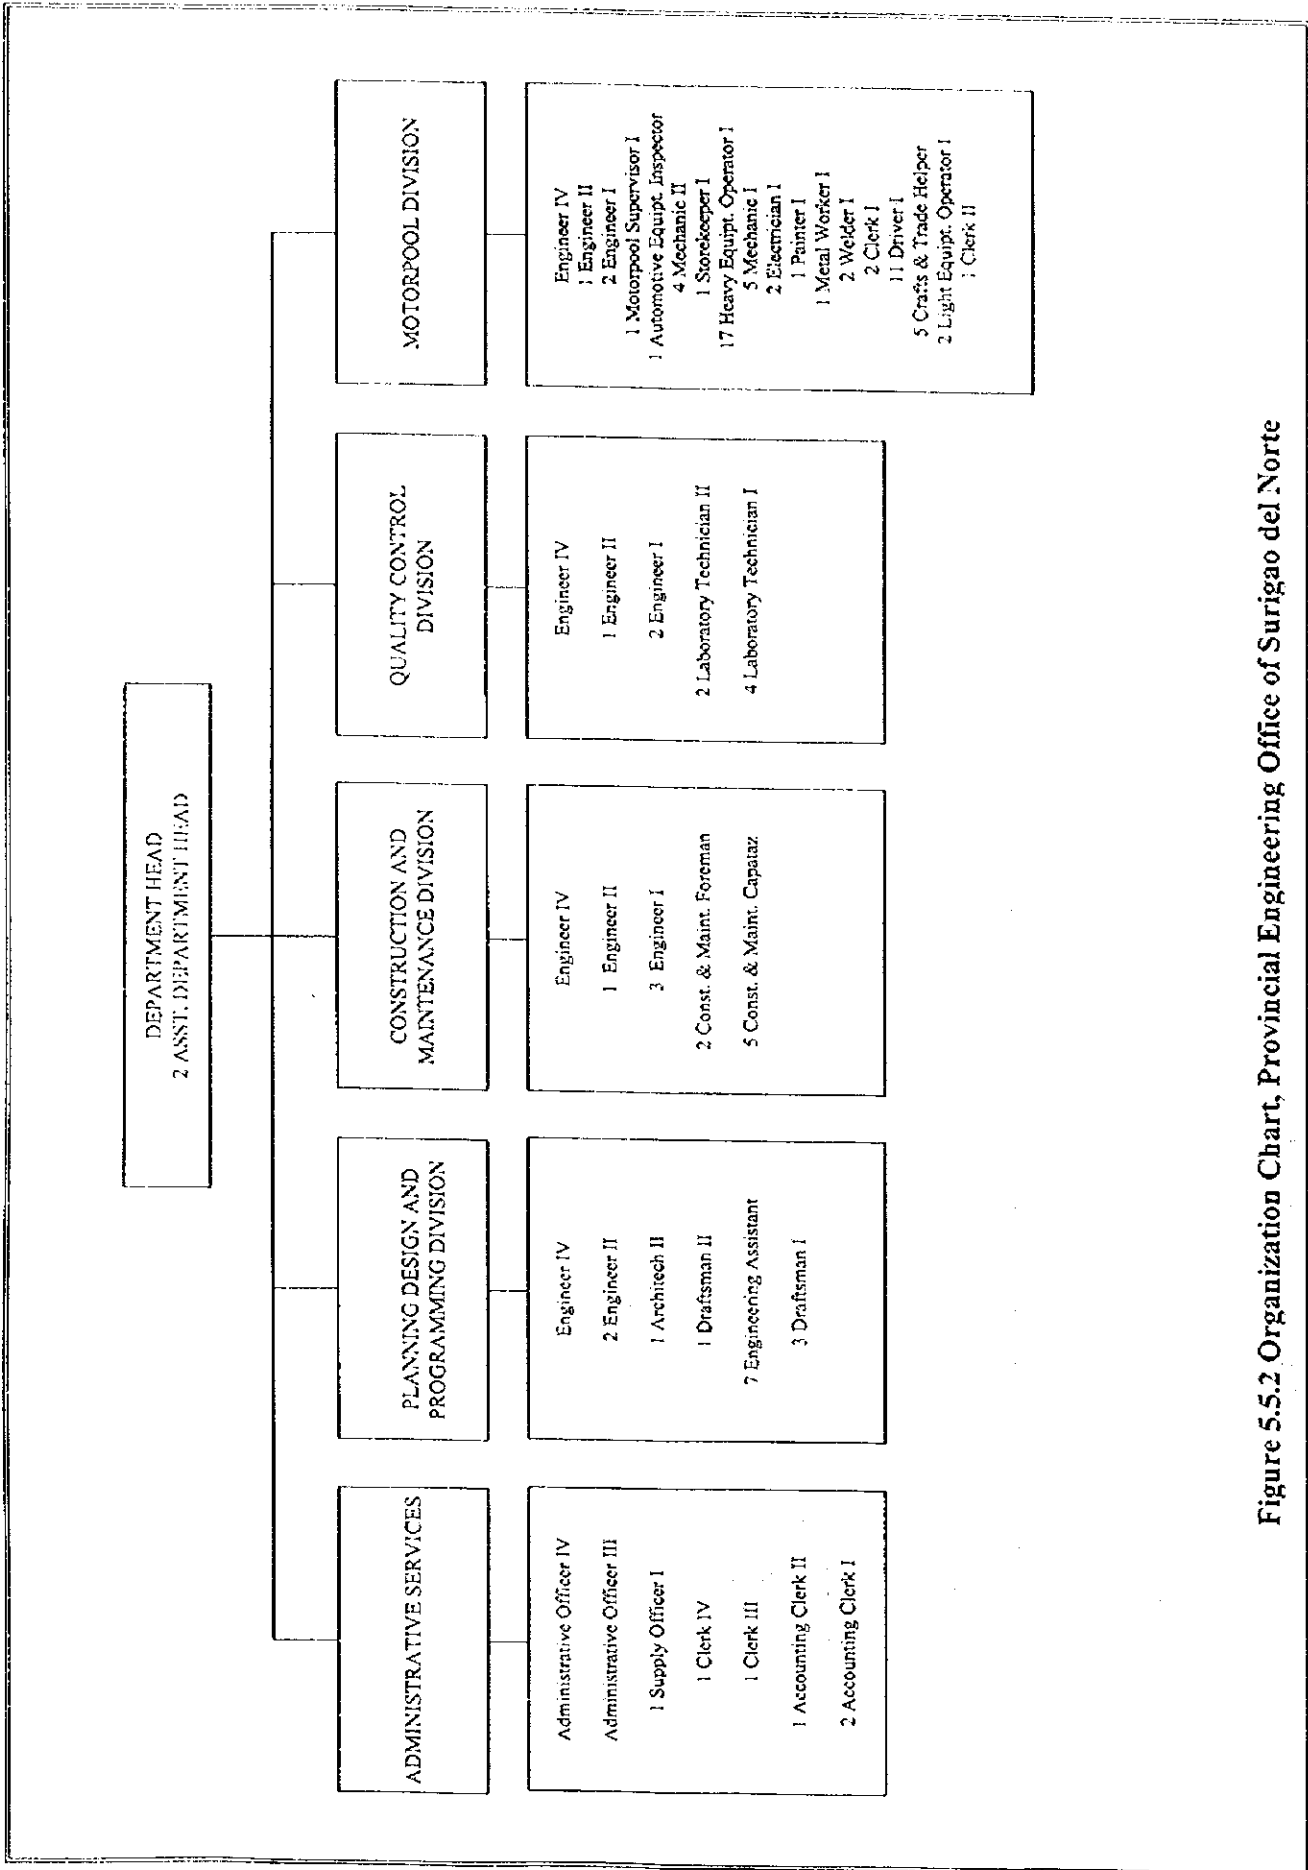 DEPARTMENT HEAD
2 ASST. DEPARTMENT HEAD
ADMINISTRATIVE SERVICES
Administrative Officer IV
Administrative Officer III
1 Supply Officer I
1 Clerk IV
1 Clerk III
1 Accounting Clerk II
2 Accounting Clerk I
PLANNING DESIGN AND
PROGRAMMING DIVISION
Engineer IV
2 Engineer II
1 Architech II
1 Draftsman II
7 Engineering Assistant
3 Draftsman I
CONSTRUCTION AND
MAINTENANCE DIVISION
Engineer IV
1 Engineer II
3 Engineer I
2 Const. & Maint. Foreman
5 Const. & Maint. Capataz
QUALITY CONTROL
DIVISION
Engineer IV
1 Engineer II
2 Engineer I
2 Laboratory Technician II
4 Laboratory Technician I
MOTORPOOL DIVISION
Engineer IV
1 Engineer II
2 Engineer I
1 Motorpool Supervisor I
1 Automotive Equipt. Inspector
4 Mechanic II
1 Storekeeper I
17 Heavy Equipt. Operator I
5 Mechanic I
2 Electrician I
1 Painter I
1 Metal Worker I
2 Welder I
2 Clerk I
11 Driver I
5 Crafts & Trade Helper
2 Light Equipt. Operator I
1 Clerk II
Figure 5.5.2 Organization Chart, Provincial Engineering Office of Surigao del Norte